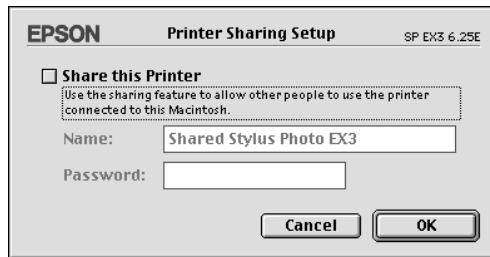 EPSON Printer Sharing Setup SP EX3 6.25E
Share this Printer
Use the sharing feature to allow other people to use the printer
connected to this Macintosh.
Name: Shared Stylus Photo EX3
Password:
Cancel OK